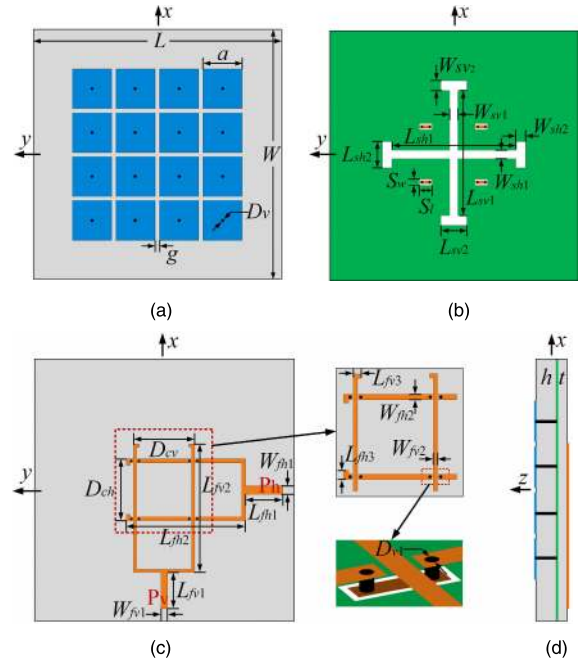 x
L
a
y
W
Dv
g
(a)
x
Wsv2
Wsv1
Lsh1
Wsh2
y
Lsh2
Wsh1
Sw
Sl
Lsv1
Lsv2
(b)
x
Dcv
y
Dch
Lfv2
Wfh1
Ph
Lfh1
Lfh2
Pv
Lfv1
Wfv1
(c)
Lfv3
Wfh2
Wfv2
Lfh3
Dv1
x
h t
z
(d)